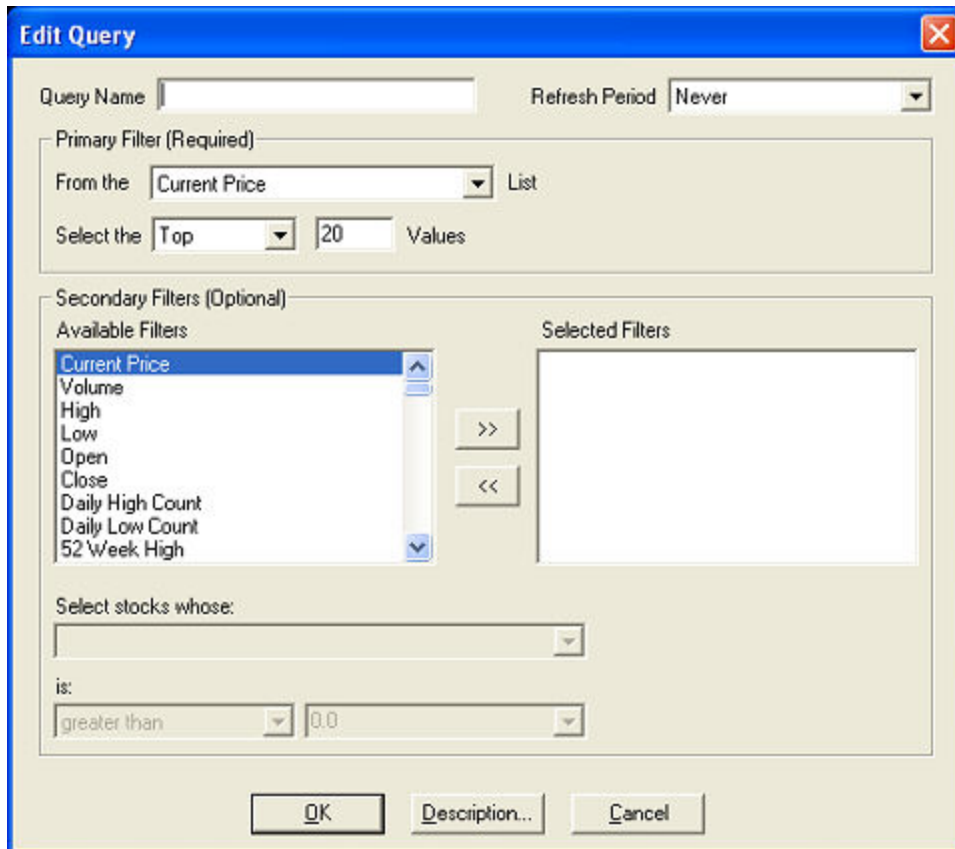 Edit Query
Query Name Refresh Period Never
Primary Filter (Required)
From the Current Price List
Select the Top 20 Values
Secondary Filters (Optional)
Available Filters Selected Filters
Current Price
Volume
High
Low
Open
Close
Daily High Count
Daily Low Count
52 Week High
>>
<<
Select stocks whose:
is:
greater than 0.0
OK Description... Cancel